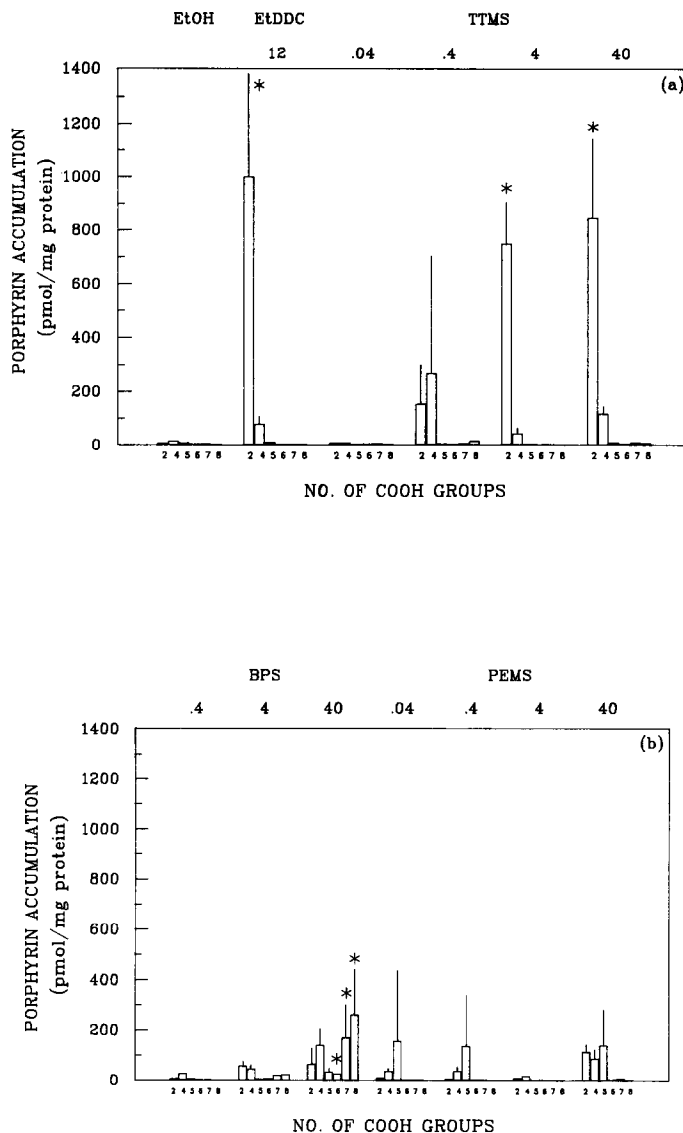 EtOH EtDDC TTMS
12 .04 .4 4 40
1400
1200
1000
800
600
400
200
0
PORPHYRIN ACCUMULATION
(pmol/mg protein)
(a)
*
*
*
2 4 5 6 7 8 2 4 5 6 7 8 2 4 5 6 7 8 2 4 5 6 7 8 2 4 5 6 7 8 2 4 5 6 7 8
NO. OF COOH GROUPS
BPS PEMS
.4 4 40 .04 .4 4 40
1400
1200
1000
800
600
400
200
0
PORPHYRIN ACCUMULATION
(pmol/mg protein)
(b)
*
*
*
2 4 5 6 7 8 2 4 5 6 7 8 2 4 5 6 7 8 2 4 5 6 7 8 2 4 5 6 7 8 2 4 5 6 7 8 2 4 5 6 7 8
NO. OF COOH GROUPS